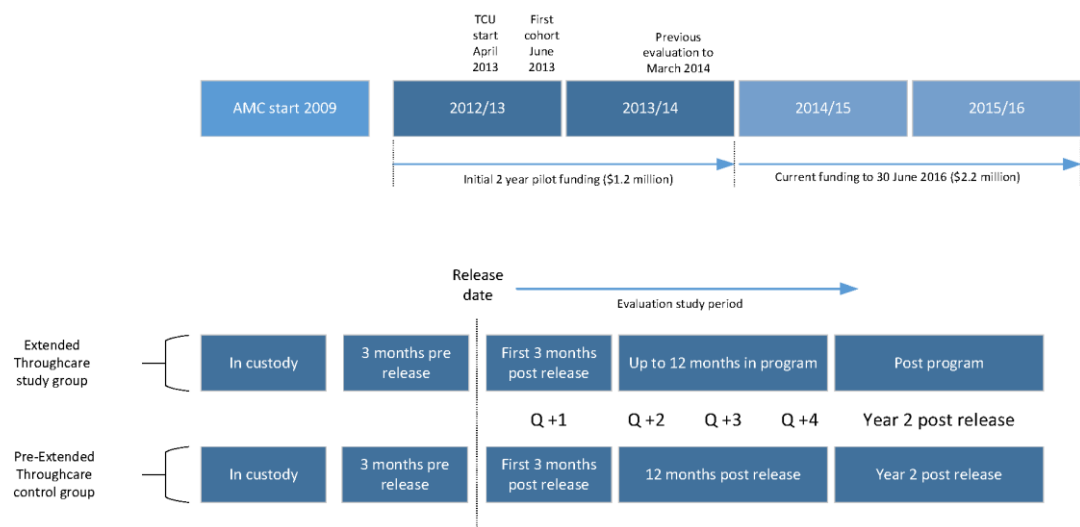 TCU
start
April
2013
First
cohort
June
2013
Previous
evaluation to
March 2014
AMC start 2009
2012/13
2013/14
2014/15
2015/16
Initial 2 year pilot funding ($1.2 million)
Current funding to 30 June 2016 ($2.2 million)
Release
date
Evaluation study period
Extended
Throughcare
study group
In custody
3 months pre
release
First 3 months
post release
Up to 12 months in program
Post program
Q +1
Q +2
Q +3
Q +4
Year 2 post release
Pre-Extended
Throughcare
control group
In custody
3 months pre
release
First 3 months
post release
12 months post release
Year 2 post release